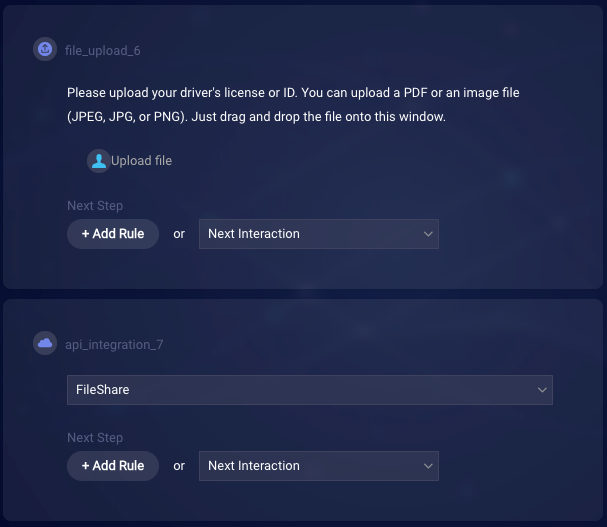 file_upload_6
Please upload your driver's license or ID. You can upload a PDF or an image file
(JPEG, JPG, or PNG). Just drag and drop the file onto this window.
Upload file
Next Step
+ Add Rule or Next Interaction
api_integration_7
FileShare
Next Step
+ Add Rule or Next Interaction